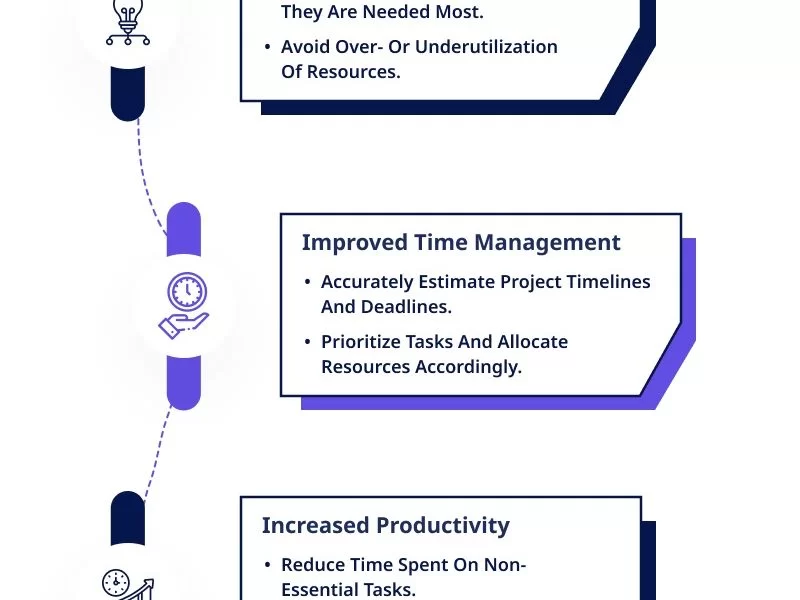 They Are Needed Most.
• Avoid Over- Or Underutilization
Of Resources.
Improved Time Management
• Accurately Estimate Project Timelines
And Deadlines.
• Prioritize Tasks And Allocate
Resources Accordingly.
Increased Productivity
• Reduce Time Spent On Non-
Essential Tasks.